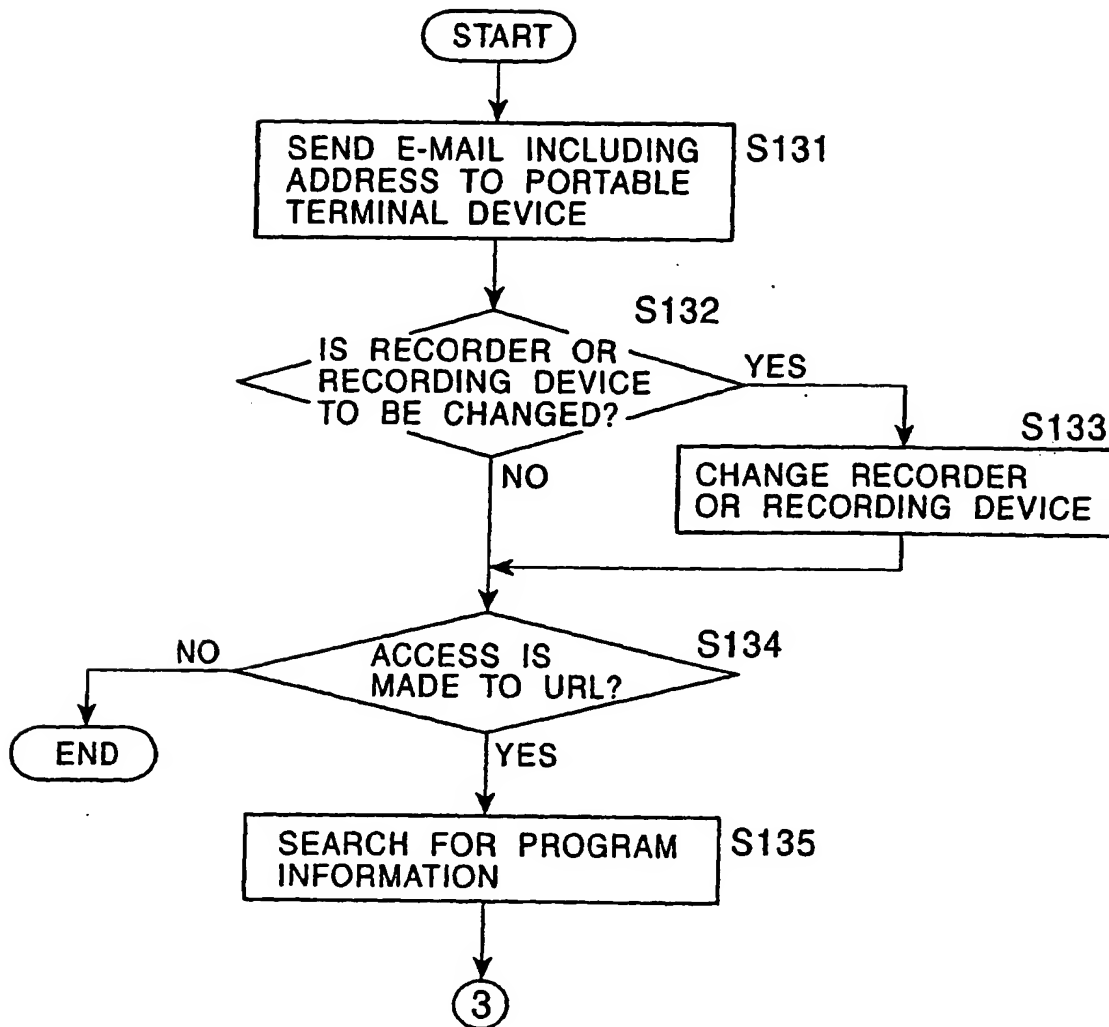 START
SEND E-MAIL INCLUDING
ADDRESS TO PORTABLE
TERMINAL DEVICE
S131
S132
IS RECORDER OR
RECORDING DEVICE
TO BE CHANGED?
YES
NO
S133
CHANGE RECORDER
OR RECORDING DEVICE
S134
ACCESS IS
MADE TO URL?
NO
END
YES
SEARCH FOR PROGRAM
INFORMATION
S135
3